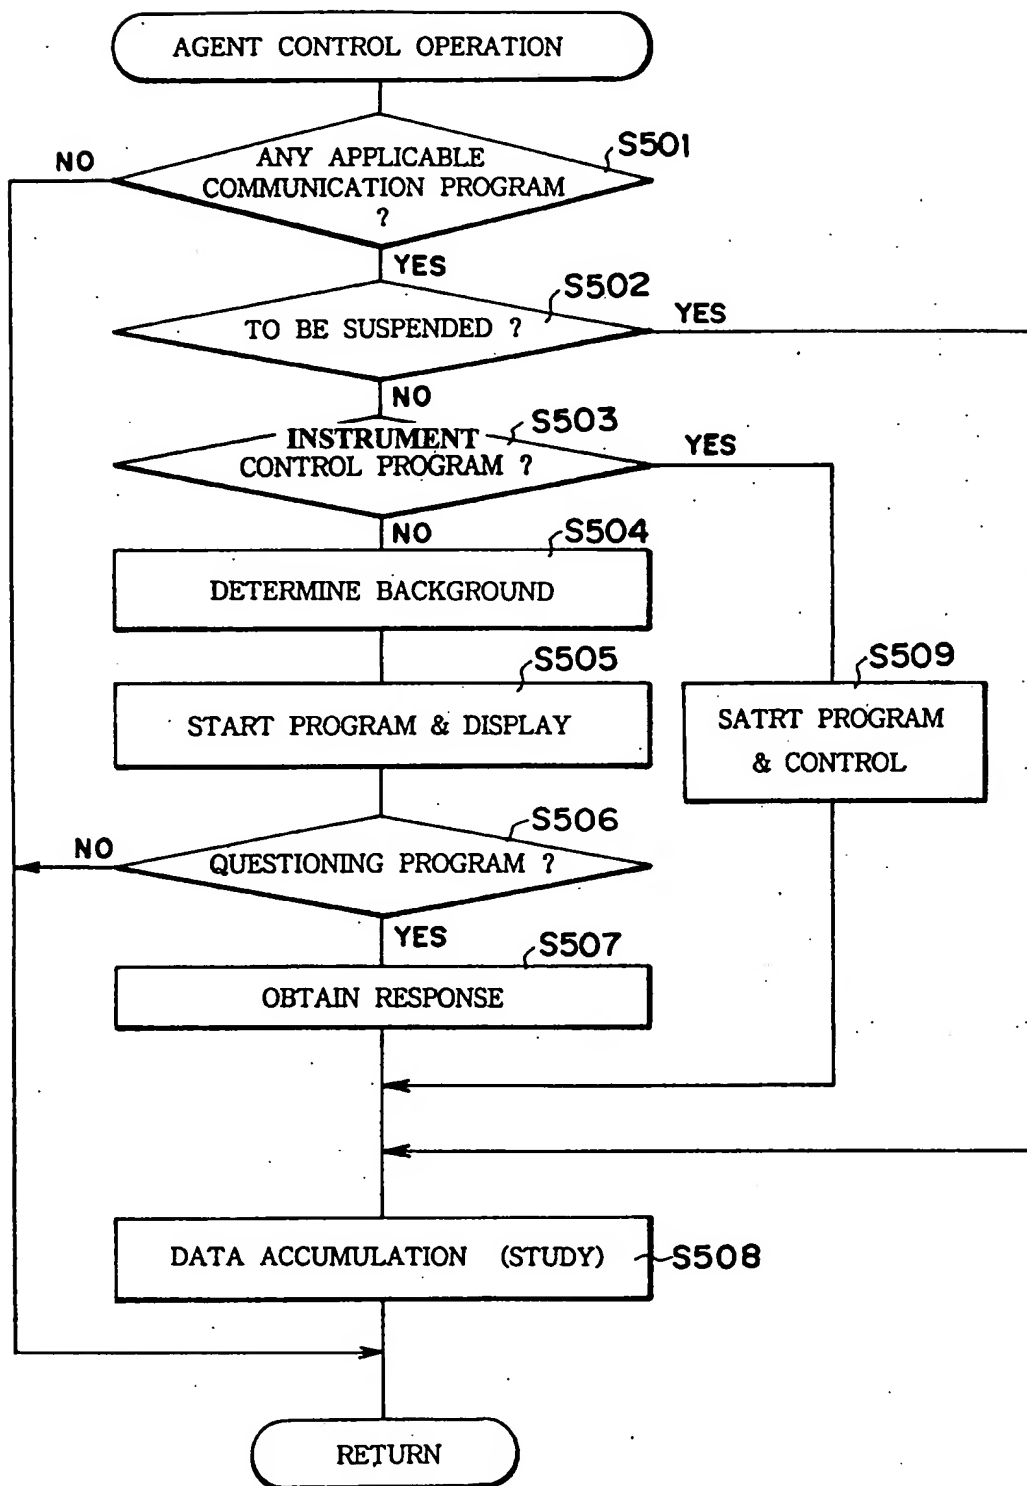 AGENT CONTROL OPERATION
S501
NO
ANY APPLICABLE
COMMUNICATION PROGRAM
?
YES
S502
TO BE SUSPENDED ?
YES
NO
S503
INSTRUMENT
CONTROL PROGRAM ?
YES
NO
S504
DETERMINE BACKGROUND
S505
START PROGRAM & DISPLAY
S509
SATRT PROGRAM
& CONTROL
S506
NO
QUESTIONING PROGRAM ?
YES
S507
OBTAIN RESPONSE
DATA ACCUMULATION (STUDY)
S508
RETURN